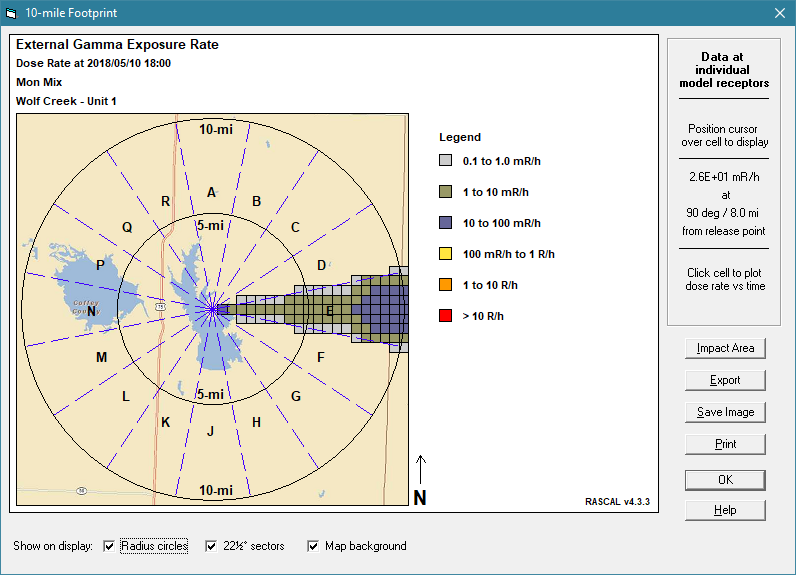 10-mile Footprint
External Gamma Exposure Rate
Dose Rate at 2018/05/10 18:00
Mon Mix
Wolf Creek - Unit 1
10-mi
R
A
B
Q
5-mi
C
P
D
Coffey
County
N
75
E
M
F
L
5-mi
G
K
J
H
10-mi
N
Legend
0.1 to 1.0 mR/h
1 to 10 mR/h
10 to 100 mR/h
100 mR/h to 1 R/h
1 to 10 R/h
> 10 R/h
RASCAL v4.3.3
Data at
individual
model receptors
Position cursor
over cell to display
2.6E+01 mR/h
at
90 deg / 8.0 mi
from release point
Click cell to plot
dose rate vs time
Impact Area
Export
Save Image
Print
OK
Help
Show on display:
Radius circles
22½° sectors
Map background